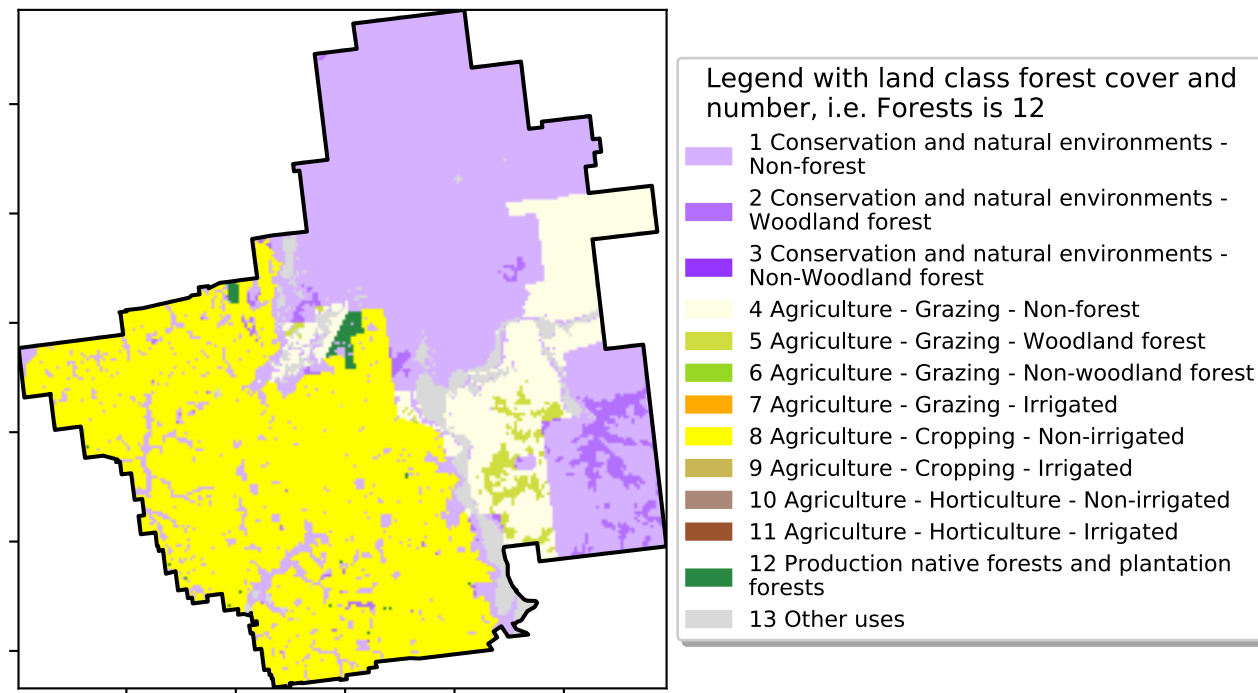 Legend with land class forest cover and
number, i.e. Forests is 12
1 Conservation and natural environments -
Non-forest
2 Conservation and natural environments -
Woodland forest
3 Conservation and natural environments -
Non-Woodland forest
4 Agriculture - Grazing - Non-forest
5 Agriculture - Grazing - Woodland forest
6 Agriculture - Grazing - Non-woodland forest
7 Agriculture - Grazing - Irrigated
8 Agriculture - Cropping - Non-irrigated
9 Agriculture - Cropping - Irrigated
10 Agriculture - Horticulture - Non-irrigated
11 Agriculture - Horticulture - Irrigated
12 Production native forests and plantation
forests
13 Other uses